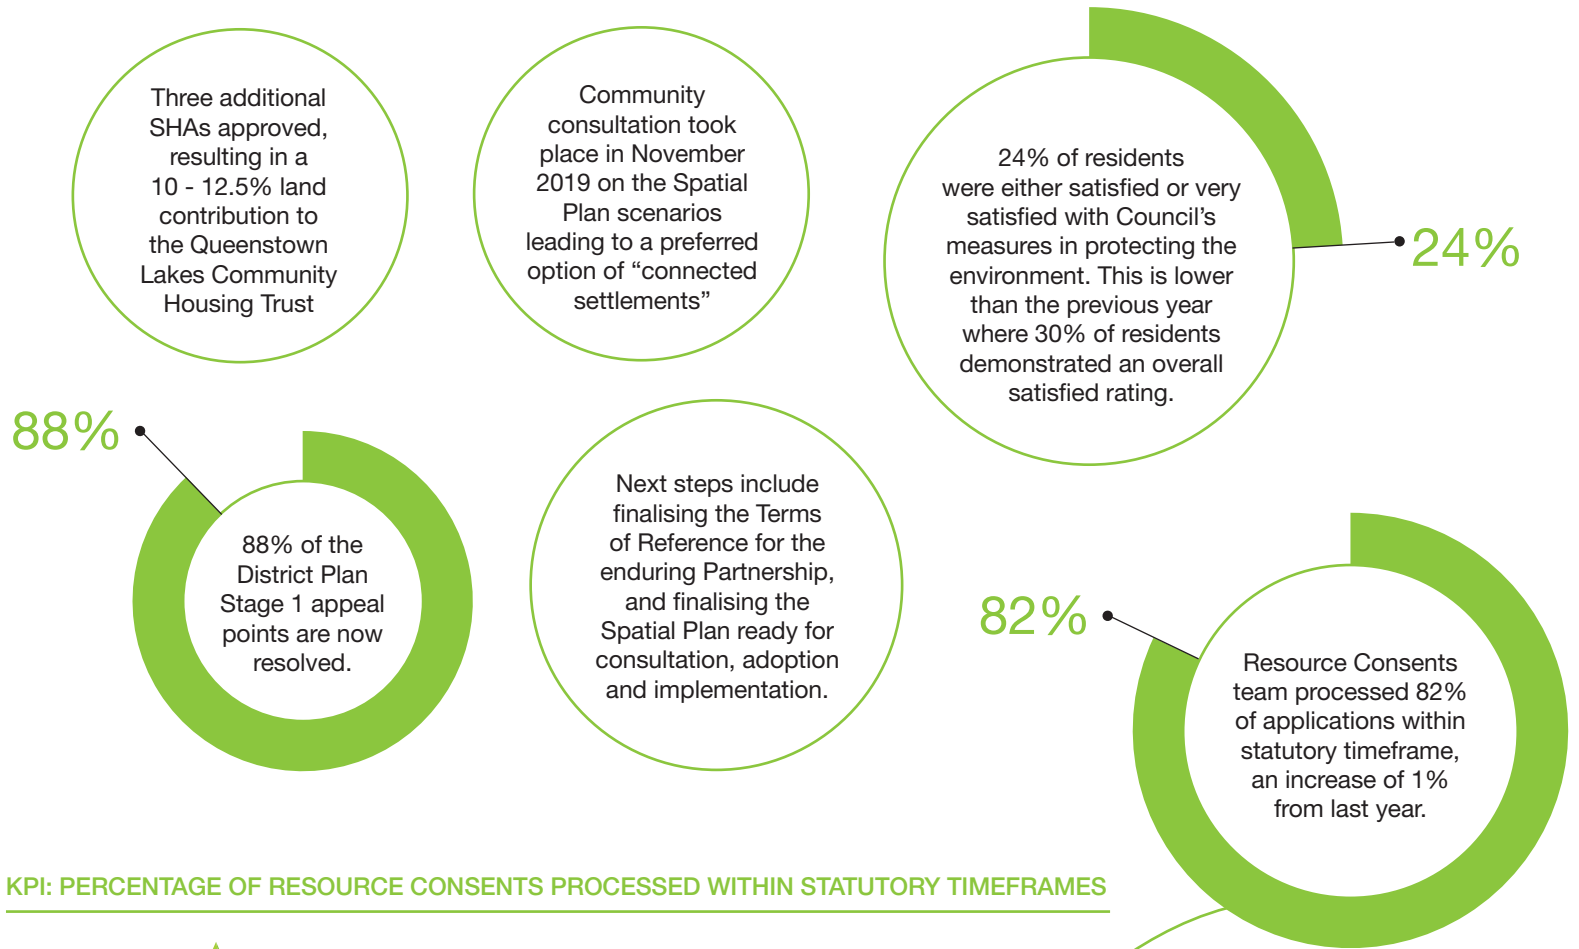 Three additional
SHAs approved,
resulting in a
10 - 12.5% land
contribution to
the Queenstown
Lakes Community
Housing Trust
Community
consultation took
place in November
2019 on the Spatial
Plan scenarios
leading to a preferred
option of “connected
settlements”
24% of residents
were either satisfied or very
satisfied with Council’s
measures in protecting the
environment. This is lower
than the previous year
where 30% of residents
demonstrated an overall
satisfied rating.
24%
88%
88% of the
District Plan
Stage 1 appeal
points are now
resolved.
Next steps include
finalising the Terms
of Reference for the
enduring Partnership,
and finalising the
Spatial Plan ready for
consultation, adoption
and implementation.
82%
Resource Consents
team processed 82%
of applications within
statutory timeframe,
an increase of 1%
from last year.
KPI: PERCENTAGE OF RESOURCE CONSENTS PROCESSED WITHIN STATUTORY TIMEFRAMES